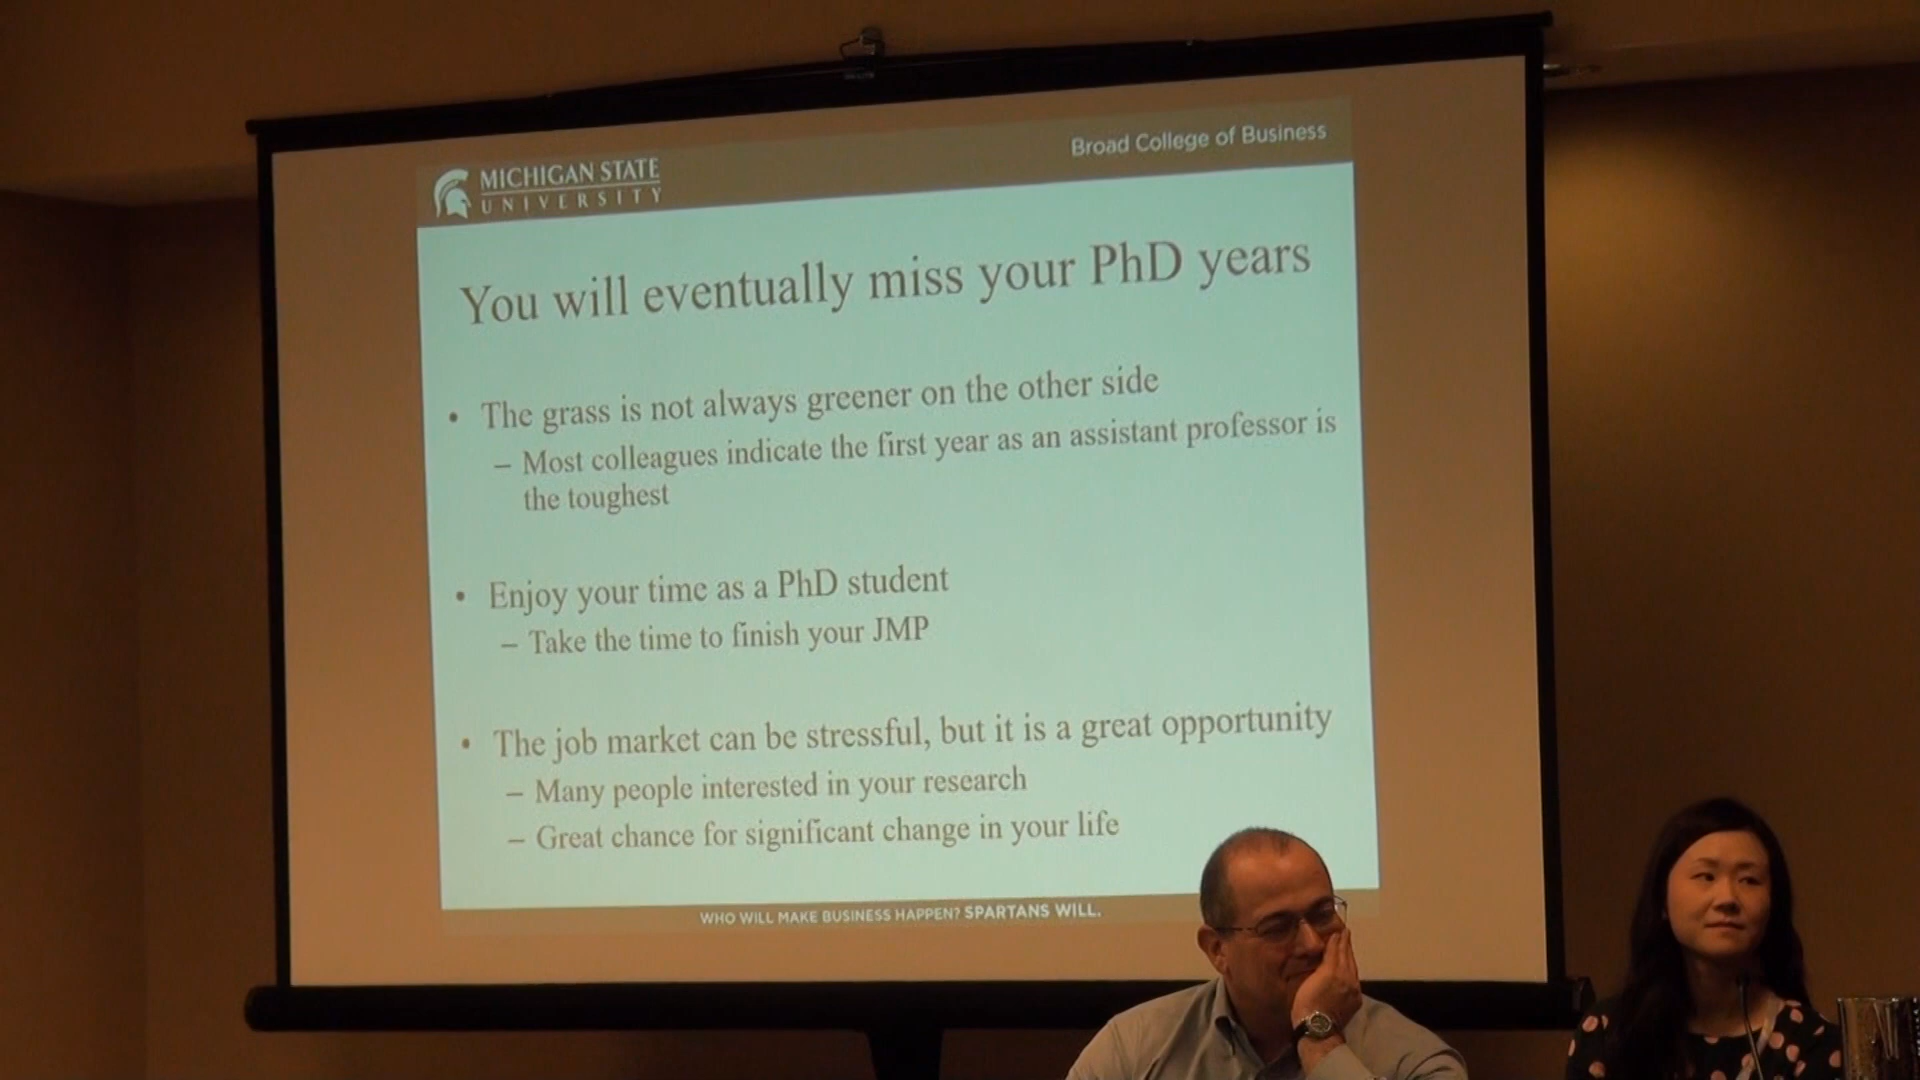 MICHIGAN STATE
UNIVERSITY
Broad College of Business
You will eventually miss your PhD years
• The grass is not always greener on the other side
– Most colleagues indicate the first year as an assistant professor is
the toughest
• Enjoy your time as a PhD student
– Take the time to finish your JMP
• The job market can be stressful, but it is a great opportunity
– Many people interested in your research
– Great chance for significant change in your life
WHO WILL MAKE BUSINESS HAPPEN? SPARTANS WILL.